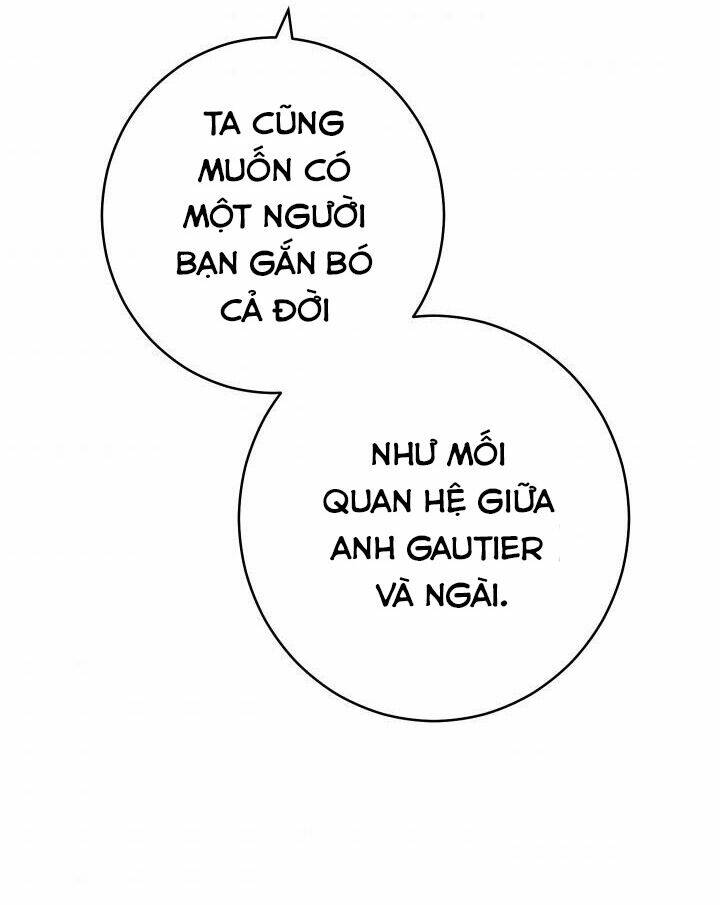 TA CŨNG
MUỐN CÓ
MỘT NGƯỜI
BẠN GẮN BÓ
CẢ ĐỜI
NHƯ MỐI
QUAN HỆ GIỮA
ANH GAUTIER
VÀ NGÀI.